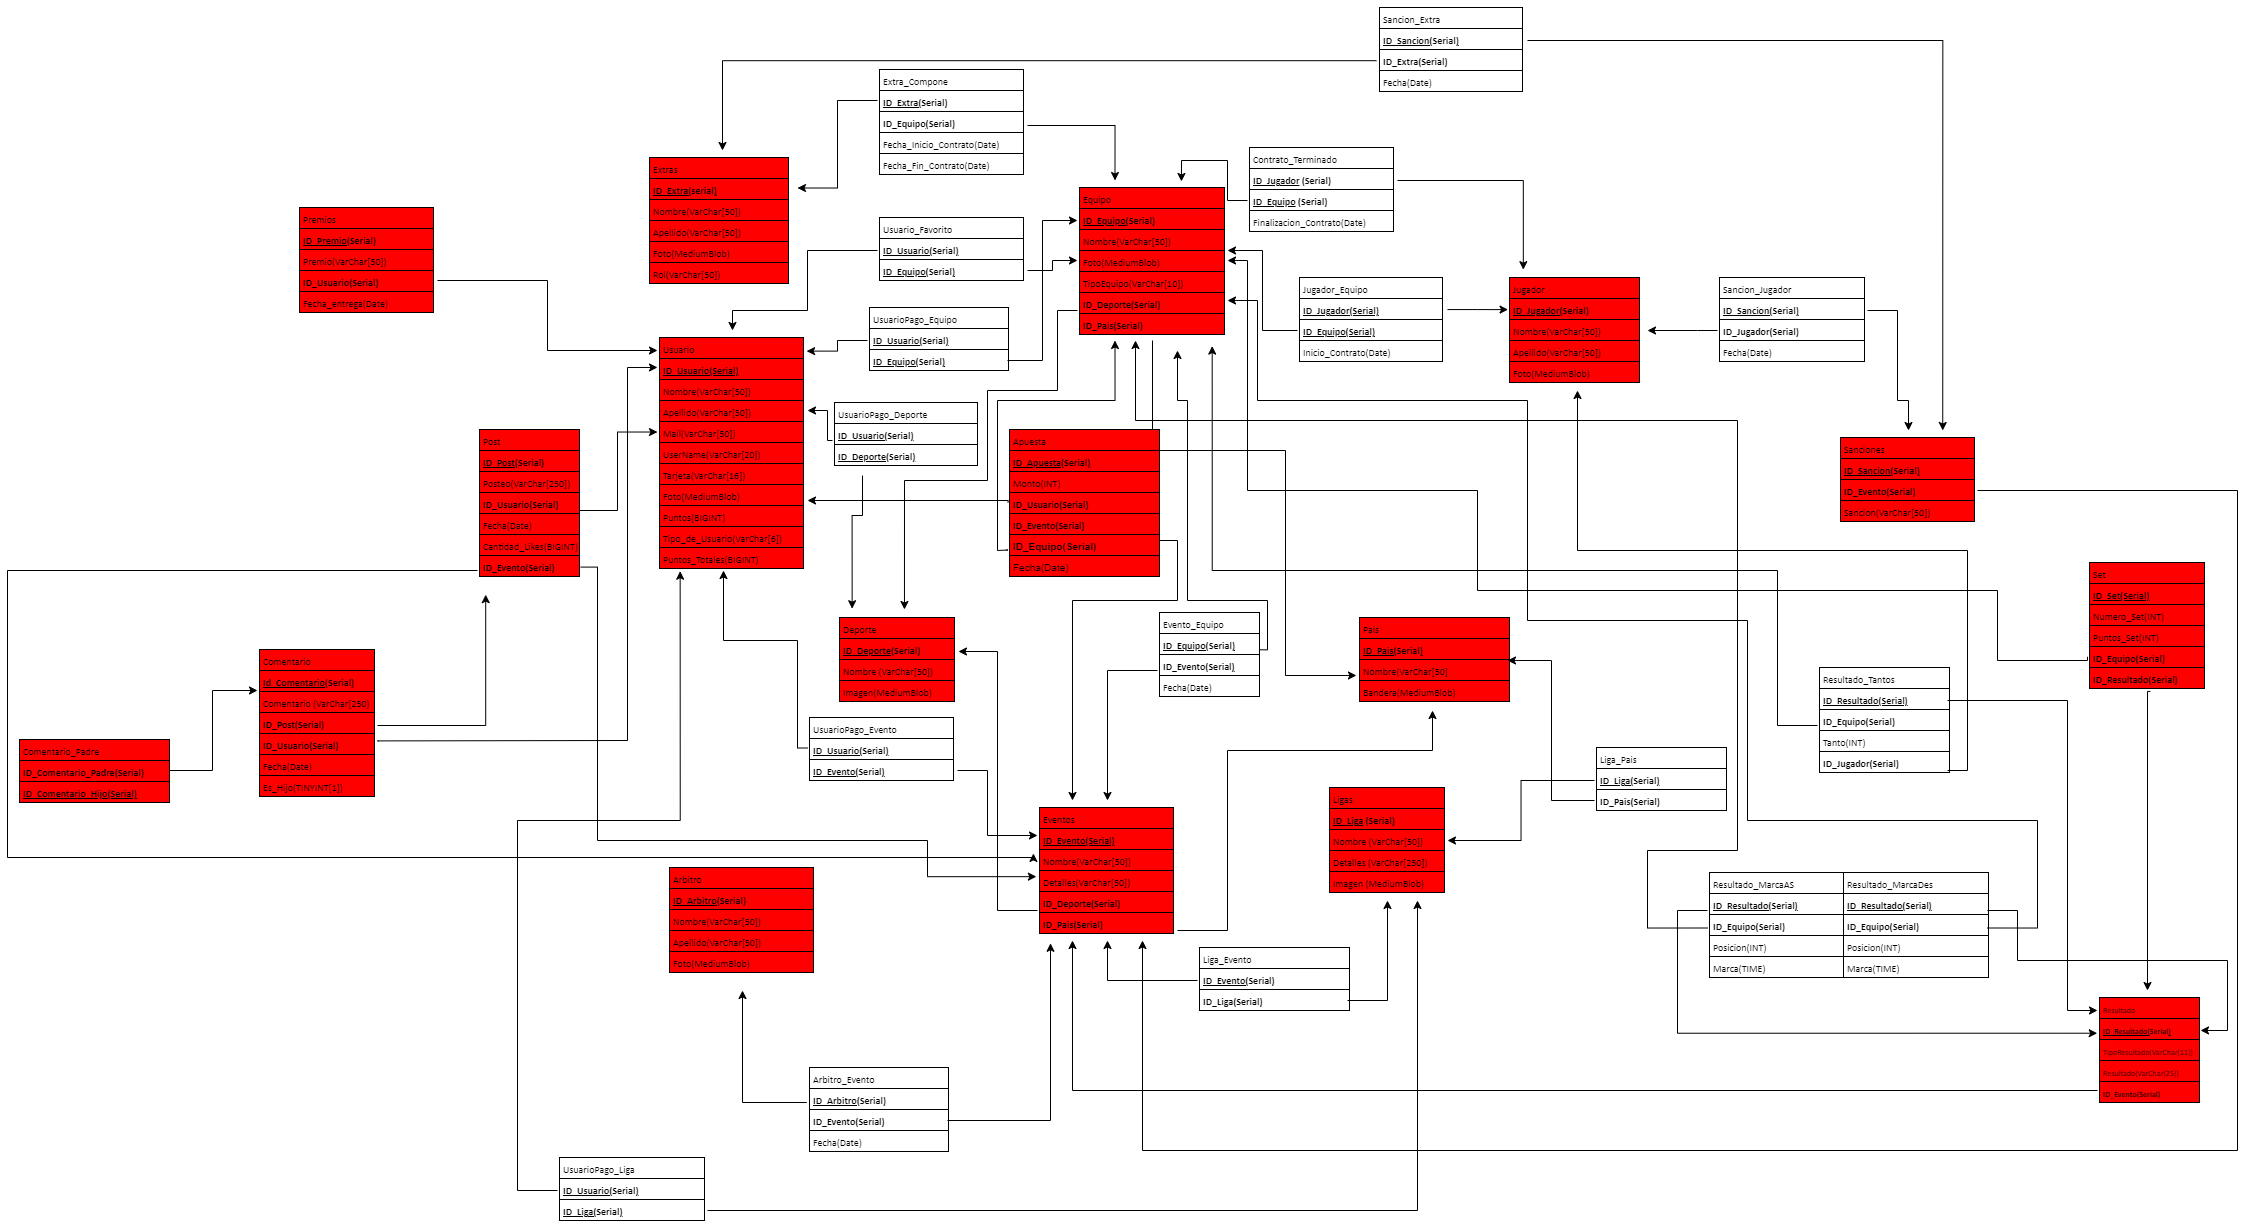 Sancion_Extra
ID_Sancion(Serial)
ID_Extra(Serial)
Fecha(Date)
Extra_Compone
ID_Extra(Serial)
ID_Equipo(Serial)
Fecha_Inicio_Contrato(Date)
Fecha_Fin_Contrato(Date)
Extras
ID_Extra(serial)
Nombre(VarChar[50])
Apellido(VarChar[50])
Foto(MediumBlob)
Rol(VarChar[50])
Contrato_Terminado
ID_Jugador (Serial)
ID_Equipo (Serial)
Finalizacion_Contrato(Date)
Equipo
ID_Equipo(Serial)
Nombre(VarChar[50])
Foto(MediumBlob)
TipoEquipo(VarChar[10])
ID_Deporte(Serial)
ID_Pais(Serial)
Premios
ID_Premio(Serial)
Premio(VarChar[50])
ID_Usuario(Serial)
Fecha_entrega(Date)
Usuario_Favorito
ID_Usuario(Serial)
ID_Equipo(Serial)
Jugador_Equipo
ID_Jugador(Serial)
ID_Equipo(Serial)
Inicio_Contrato(Date)
Jugador
ID_Jugador(Serial)
Nombre(VarChar[50])
Apellido(VarChar[50])
Foto(MediumBlob)
Sancion_Jugador
ID_Sancion(Serial)
ID_Jugador(Serial)
Fecha(Date)
UsuarioPago_Equipo
ID_Usuario(Serial)
ID_Equipo(Serial)
Usuario
ID_Usuario(Serial)
Nombre(VarChar[50])
Apellido(VarChar[50])
Mail(VarChar[50])
UserName(VarChar[20])
Tarjeta(VarChar[16])
Foto(MediumBlob)
Puntos(BIGINT)
Tipo_de_Usuario(VarChar[6])
Puntos_Totales(BIGINT)
UsuarioPago_Deporte
ID_Usuario(Serial)
ID_Deporte(Serial)
Post
ID_Post(Serial)
Posteo(VarChar[250])
ID_Usuario(Serial)
Fecha(Date)
Cantidad_Likes(BIGINT)
ID_Evento(Serial)
Apuesta
ID_Apuesta(Serial)
Monto(INT)
ID_Usuario(Serial)
ID_Evento(Serial)
ID_Equipo(Serial)
Fecha(Date)
Sanciones
ID_Sancion(Serial)
ID_Evento(Serial)
Sancion(VarChar[50])
Set
ID_Set(Serial)
Numero_Set(INT)
Puntos_Set(INT)
ID_Equipo(Serial)
ID_Resultado(Serial)
Deporte
ID_Deporte(Serial)
Nombre (VarChar[50])
Imagen(MediumBlob)
Evento_Equipo
ID_Equipo(Serial)
ID_Evento(Serial)
Fecha(Date)
Pais
ID_Pais(Serial)
Nombre(VarChar[50]
Bandera(MediumBlob)
Comentario
Id_Comentario(Serial)
Comentario (VarChar[250)
ID_Post(Serial)
ID_Usuario(Serial)
Fecha(Date)
Es_Hijo(TINYINT[1])
Resultado_Tantos
ID_Resultado(Serial)
ID_Equipo(Serial)
Tanto(INT)
ID_Jugador(Serial)
Comentario_Padre
ID_Comentario_Padre(Serial)
ID_Comentario_Hijo(Serial)
UsuarioPago_Evento
ID_Usuario(Serial)
ID_Evento(Serial)
Liga_Pais
ID_Liga(Serial)
ID_Pais(Serial)
Ligas
ID_Liga (Serial)
Nombre (VarChar[50])
Detalles (VarChar[250])
Imagen (MediumBlob)
Eventos
ID_Evento(Serial)
Nombre(VarChar[50])
Detalles(VarChar[50])
ID_Deporte(Serial)
ID_Pais(Serial)
Arbitro
ID_Arbitro(Serial)
Nombre(VarChar[50])
Apellido(VarChar[50])
Foto(MediumBlob)
Resultado_MarcaAS
ID_Resultado(Serial)
ID_Equipo(Serial)
Posicion(INT)
Marca(TIME)
Resultado_MarcaDes
ID_Resultado(Serial)
ID_Equipo(Serial)
Posicion(INT)
Marca(TIME)
Liga_Evento
ID_Evento(Serial)
ID_Liga(Serial)
Resultado
ID_Resultado(Serial)
TipoResultado(VarChar[11])
Resultado(VarChar[25])
ID_Evento(Serial)
Arbitro_Evento
ID_Arbitro(Serial)
ID_Evento(Serial)
Fecha(Date)
UsuarioPago_Liga
ID_Usuario(Serial)
ID_Liga(Serial)